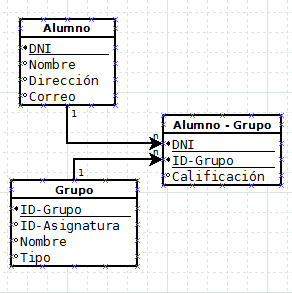 Alumno
DNI
Nombre
Dirección
Correo
1
n
Alumno - Grupo
DNI
ID-Grupo
Calificación
n
1
Grupo
ID-Grupo
ID-Asignatura
Nombre
Tipo